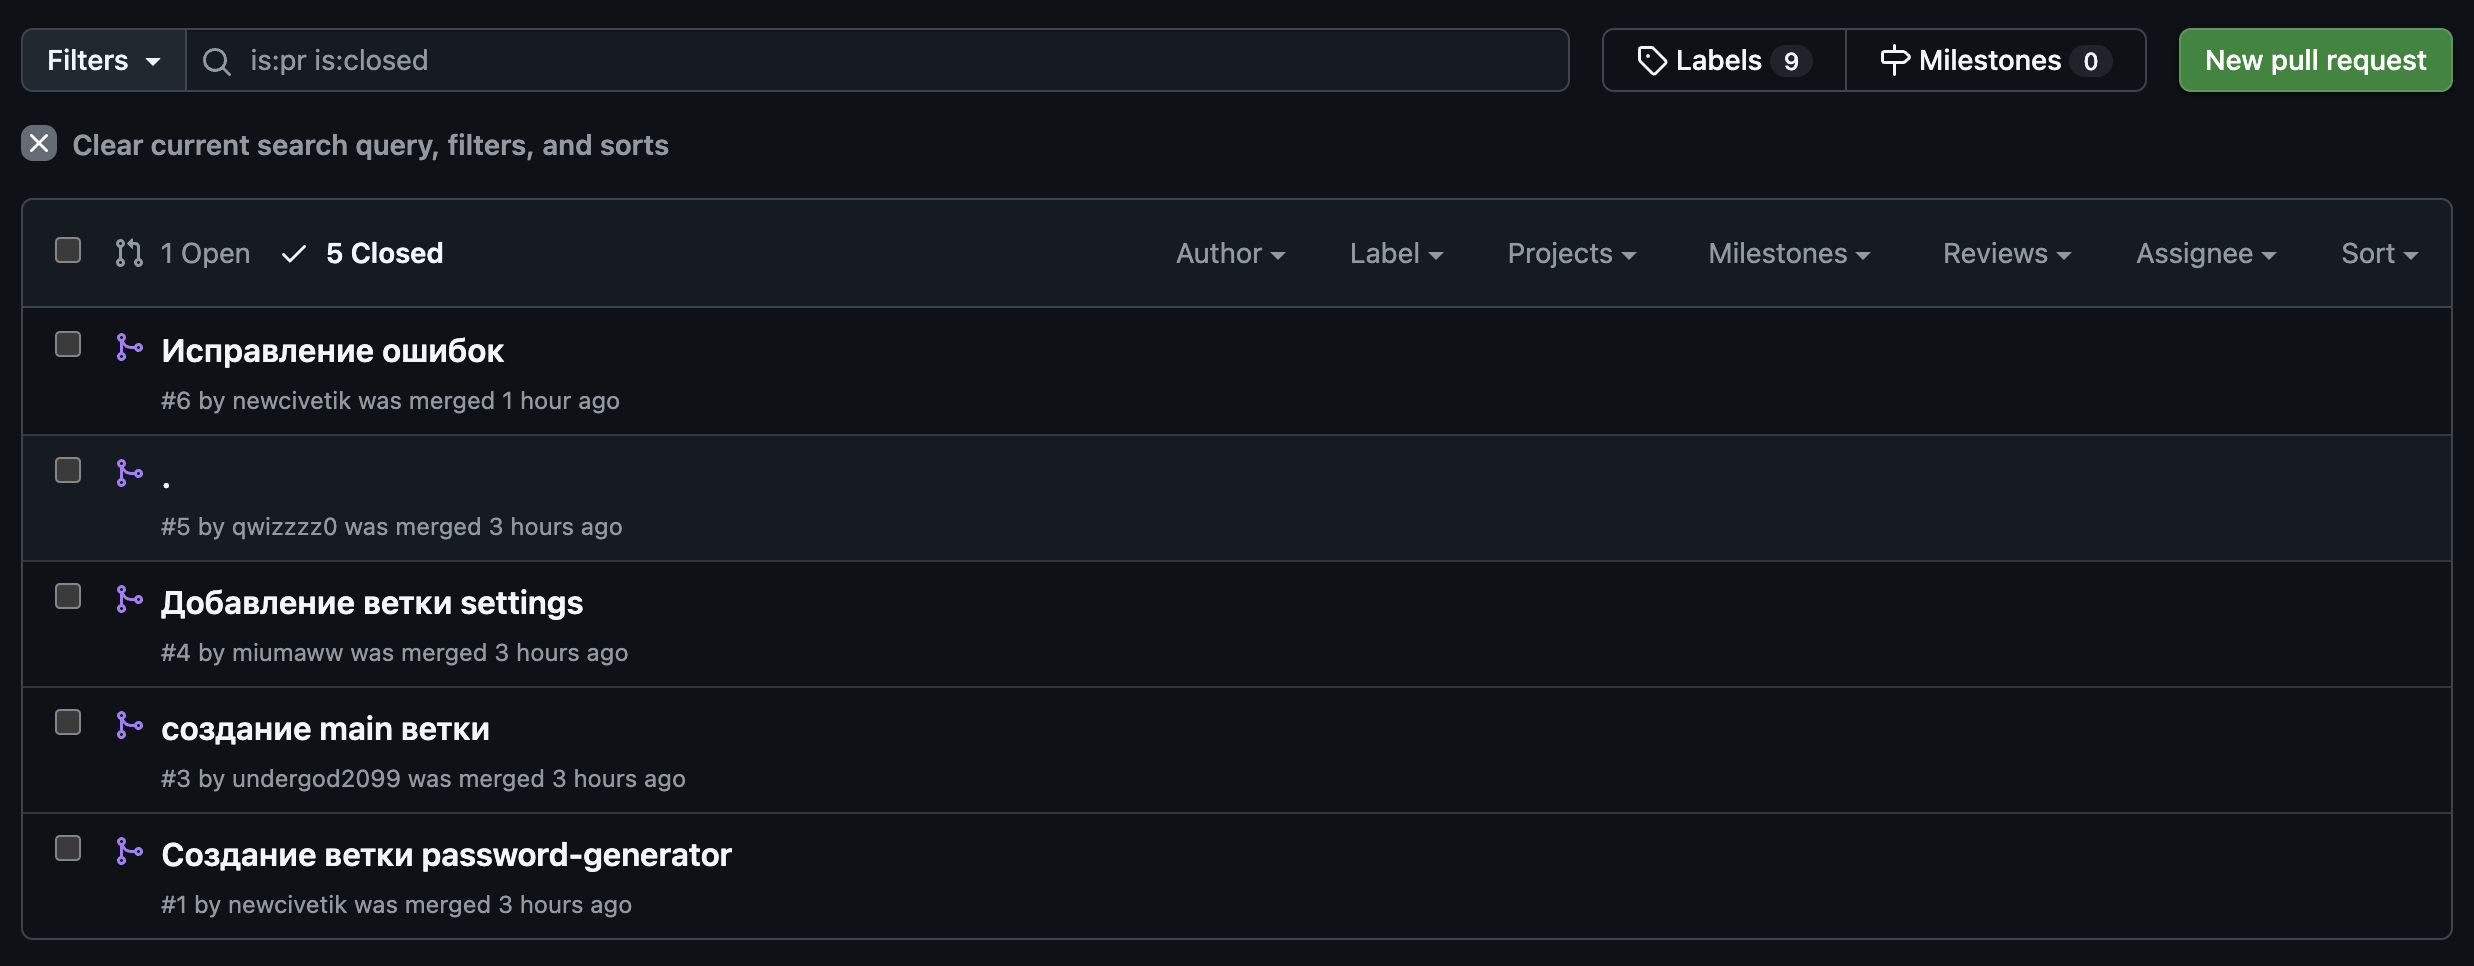 Filters is:pr is:closed Labels 9 Milestones 0 New pull request
Clear current search query, filters, and sorts
1 Open 5 Closed Author Label Projects Milestones Reviews Assignee Sort
Исправление ошибок
#6 by newcivetik was merged 1 hour ago
.
#5 by qwizzzz0 was merged 3 hours ago
Добавление ветки settings
#4 by miumaww was merged 3 hours ago
создание main ветки
#3 by undergod2099 was merged 3 hours ago
Создание ветки password-generator
#1 by newcivetik was merged 3 hours ago